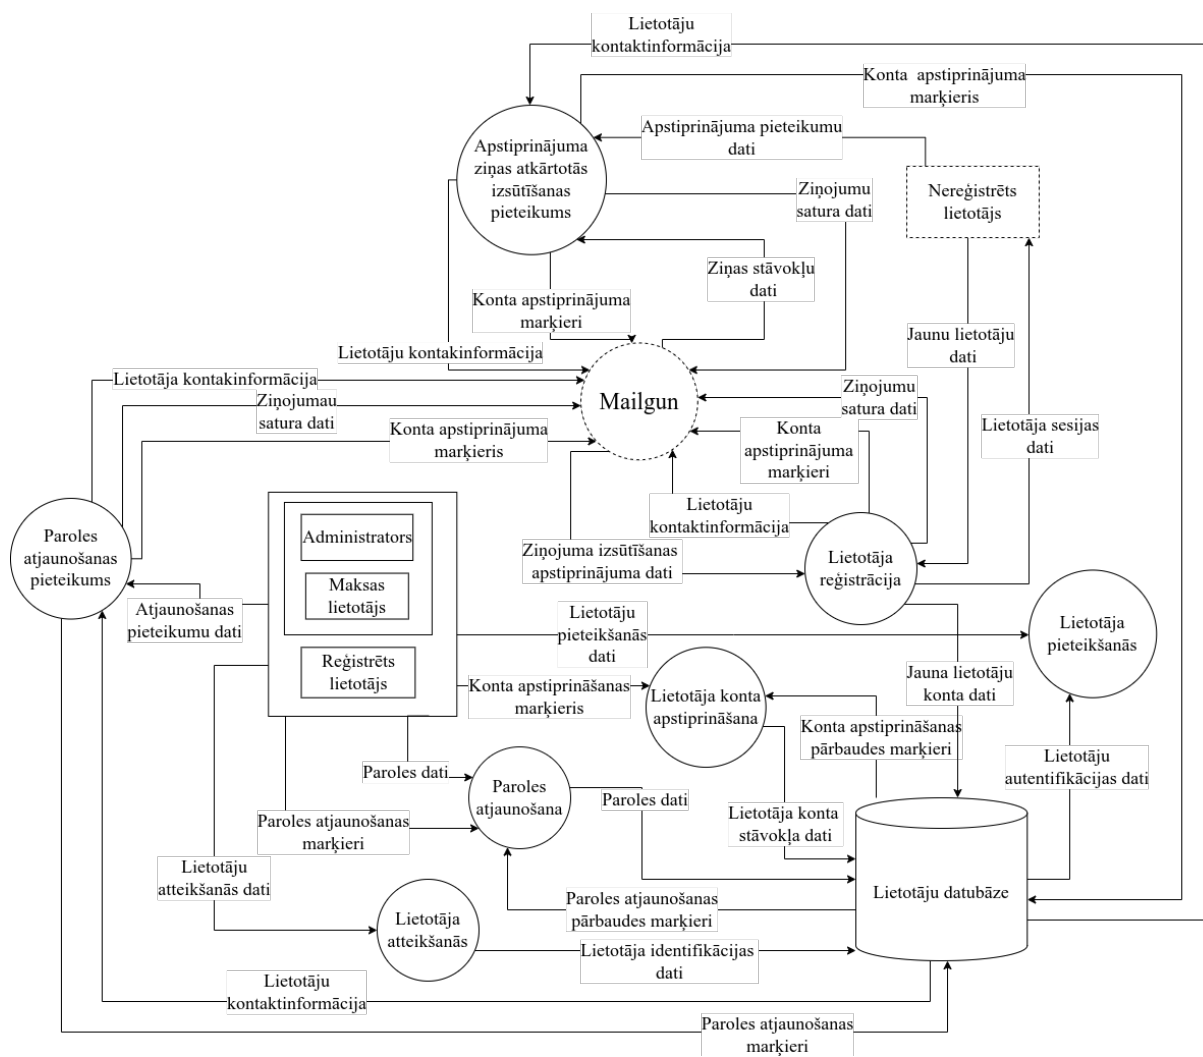 Lietotāju
kontaktinformācija
Konta apstiprinājuma
marķieris
Apstiprinājuma pieteikumu
dati
Apstiprinājuma
ziņas atkārtotās
izsūtīšanas
pieteikums
Nereģistrēts
lietotājs
Ziņojumu
satura dati
Ziņas stāvokļu
dati
Konta apstiprinājuma
marķieri
Jaunu lietotāju
dati
Lietotāju kontakinformācija
Lietotāja kontakinformācija
Ziņojumau
satura dati
Mailgun
Ziņojumu
satura dati
Konta apstiprinājuma
marķieris
Konta
apstiprinājuma
marķieri
Lietotāja sesijas
dati
Lietotāju
kontaktinformācija
Administrators
Maksas
lietotājs
Reģistrēts
lietotājs
Paroles
atjaunošanas
pieteikums
Ziņojuma izsūtīšanas
apstiprinājuma dati
Lietotāja
reģistrācija
Atjaunošanas
pieteikumu dati
Lietotāju
pieteikšanās
dati
Lietotāja
pieteikšanās
Konta apstiprināšanas
marķieris
Lietotāja konta
apstiprināšana
Jauna lietotāju
konta dati
Konta apstiprināšanas
pārbaudes marķieri
Lietotāju
autentifikācijas dati
Paroles dati
Paroles
atjaunošana
Paroles dati
Paroles atjaunošanas
marķieri
Lietotāja konta
stāvokļa dati
Lietotāju
atteikšanās dati
Lietotāju datubāze
Paroles atjaunošanas
pārbaudes marķieri
Lietotāja
atteikšanās
Lietotāja identifikācijas
dati
Lietotāju
kontaktinformācija
Paroles atjaunošanas
marķieri